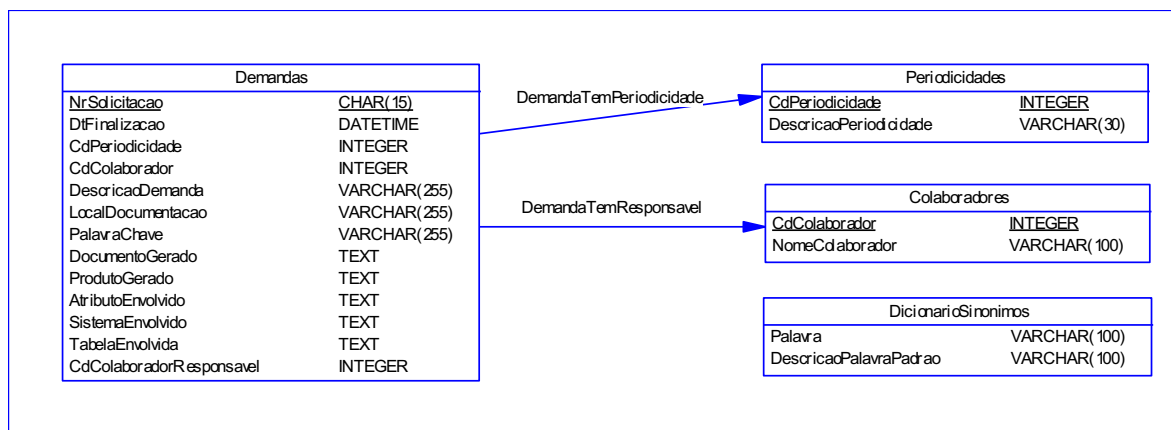 Demandas
NrSolicitacao CHAR(15)
DtFinalizacao DATETIME
CdPeriodicidade INTEGER
CdColaborador INTEGER
DescricaoDemanda VARCHAR(255)
LocalDocumentacao VARCHAR(255)
PalavraChave VARCHAR(255)
DocumentoGerado TEXT
ProdutoGerado TEXT
AtributoEnvolvido TEXT
SistemaEnvolvido TEXT
TabelaEnvolvida TEXT
CdColaboradorResponsavel INTEGER
DemandaTemPeriodicidade
DemandaTemResponsavel
Periodicidades
CdPeriodicidade INTEGER
DescricaoPeriodicidade VARCHAR(30)
Colaboradores
CdColaborador INTEGER
NomeColaborador VARCHAR(100)
DicionarioSinonimos
Palavra VARCHAR(100)
DescricaoPalavraPadrao VARCHAR(100)